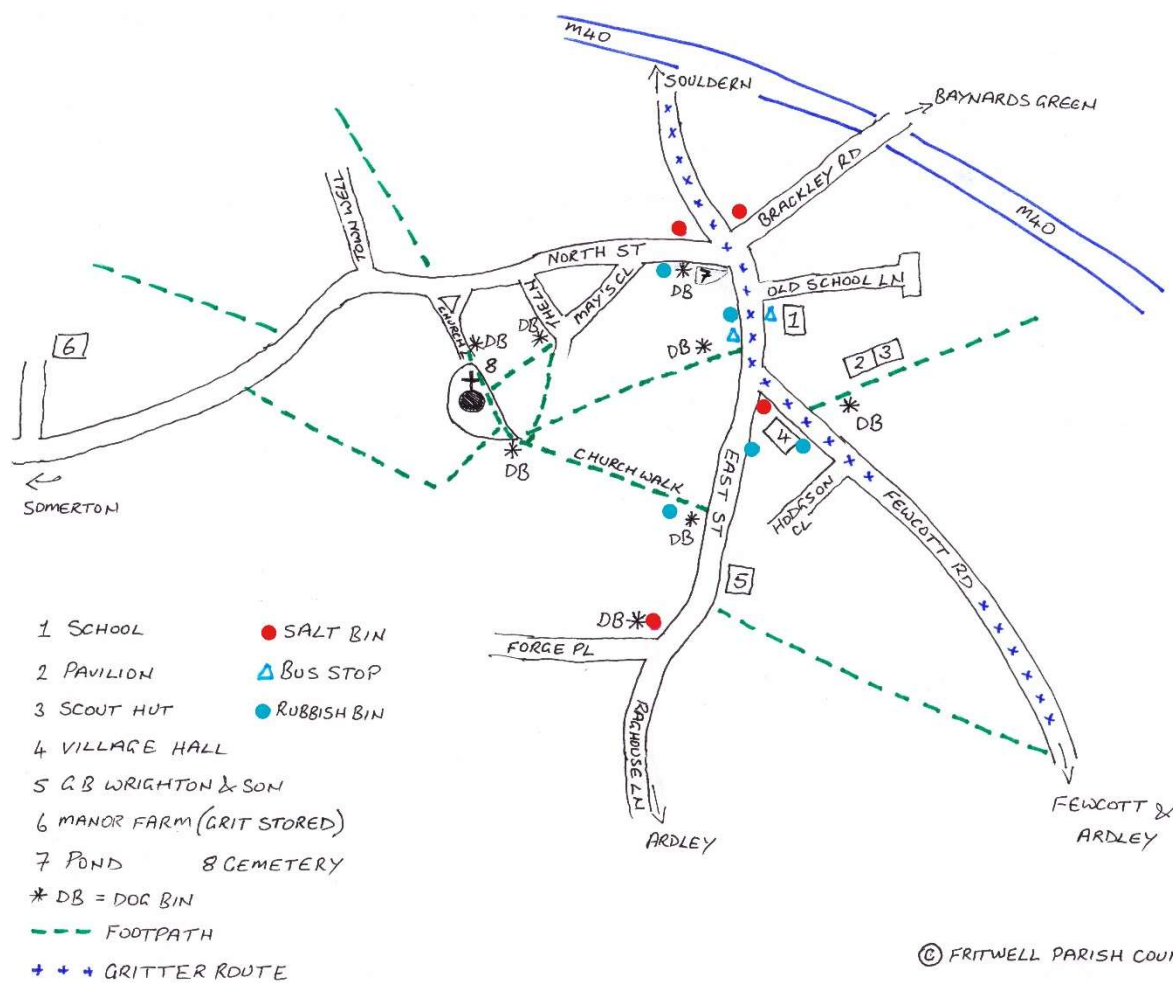 M40
SOULDERN
BAYNARDS GREEN
BRACKLEY RD
M40
TOWN WELL
NORTH ST
DB
7
OLD SCHOOL LN
MAY'S CL
THE LN
CHURCH L
DB
DB
8
DB
1
2 3
DB
6
4
DB
CHURCH WALK
EAST ST
HODGSON CL
FEWCOTT RD
SOMERTON
DB
5
DB
FORGE PL
RAGHOUSE LN
ARDLEY
FEWCOTT &
ARDLEY
1 SCHOOL
2 PAVILION
3 SCOUT HUT
4 VILLAGE HALL
5 GB WRIGHTON & SON
6 MANOR FARM (GRIT STORED)
7 POND 8 CEMETERY
DB = DOG BIN
FOOTPATH
GRITTER ROUTE
SALT BIN
BUS STOP
RUBBISH BIN
© FRITWELL PARISH COU